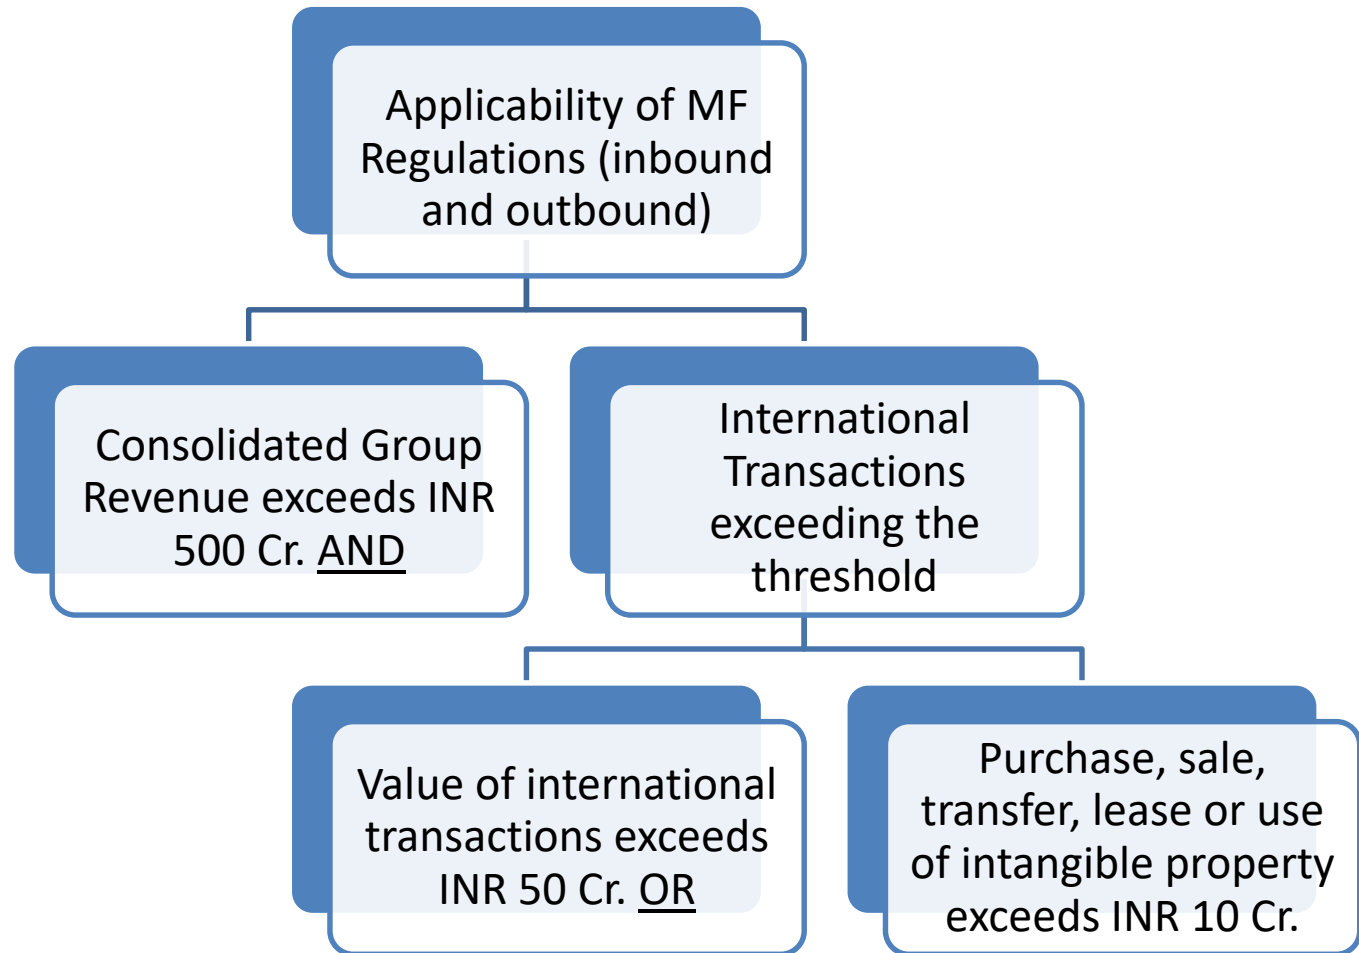 Applicability of MF
Regulations (inbound
and outbound)
Consolidated Group
Revenue exceeds INR
500 Cr. AND
International
Transactions
exceeding the
threshold
Value of international
transactions exceeds
INR 50 Cr. OR
Purchase, sale,
transfer, lease or use
of intangible property
exceeds INR 10 Cr.